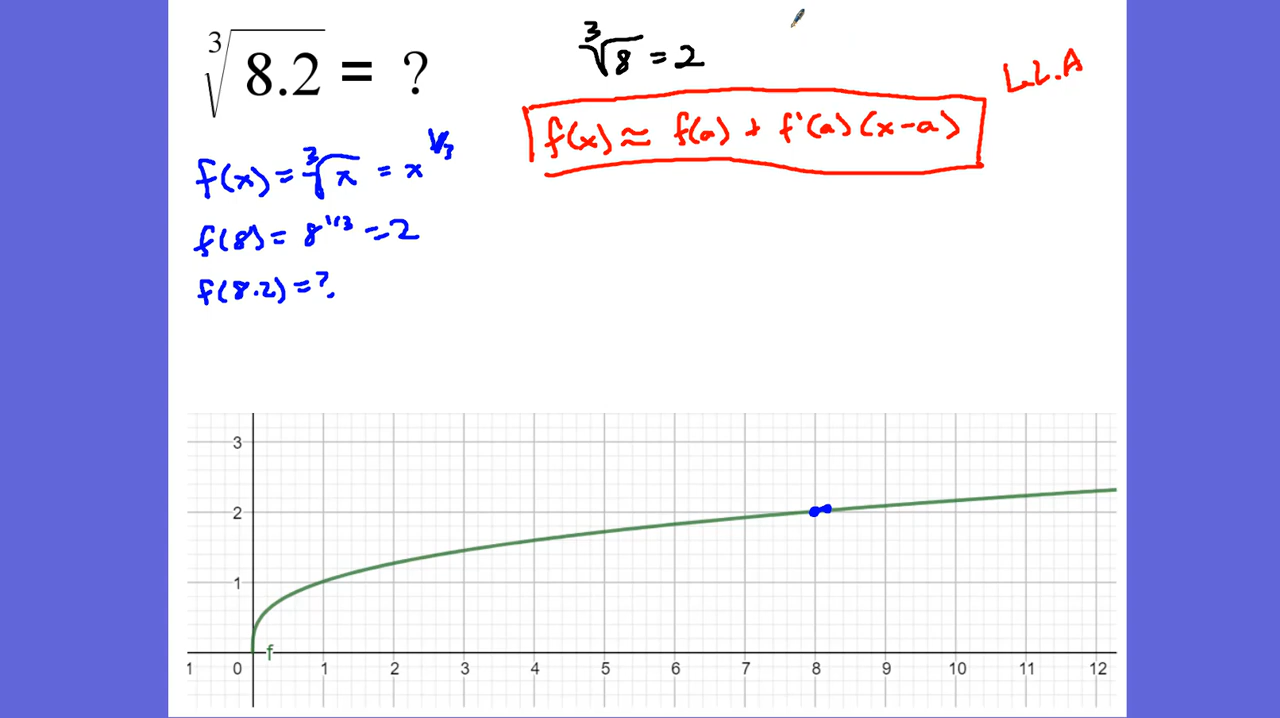 ∛8.2 = ?
∛8 = 2
L.L.A
f(x) ≈ f(a) + f'(a)(x-a)
f(x) = ∛x = x^1/3
f(8) = 8^1/3 = 2
f(8.2) = ?
3
2
1
f
1 0 1 2 3 4 5 6 7 8 9 10 11 12